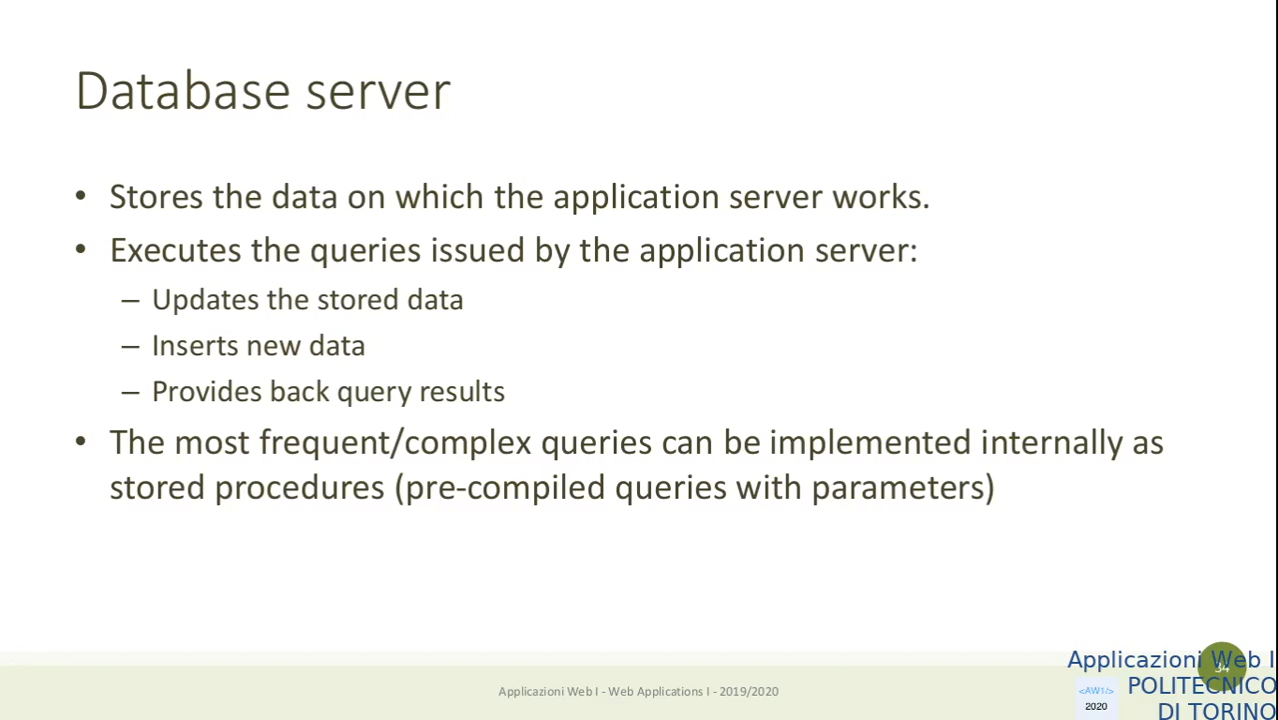 Database server
• Stores the data on which the application server works.
• Executes the queries issued by the application server:
– Updates the stored data
– Inserts new data
– Provides back query results
• The most frequent/complex queries can be implemented internally as
stored procedures (pre-compiled queries with parameters)
Applicazioni Web I - Web Applications I - 2019/2020
34
Applicazioni Web I
POLITECNICO
DI TORINO
<AW1/>
2020